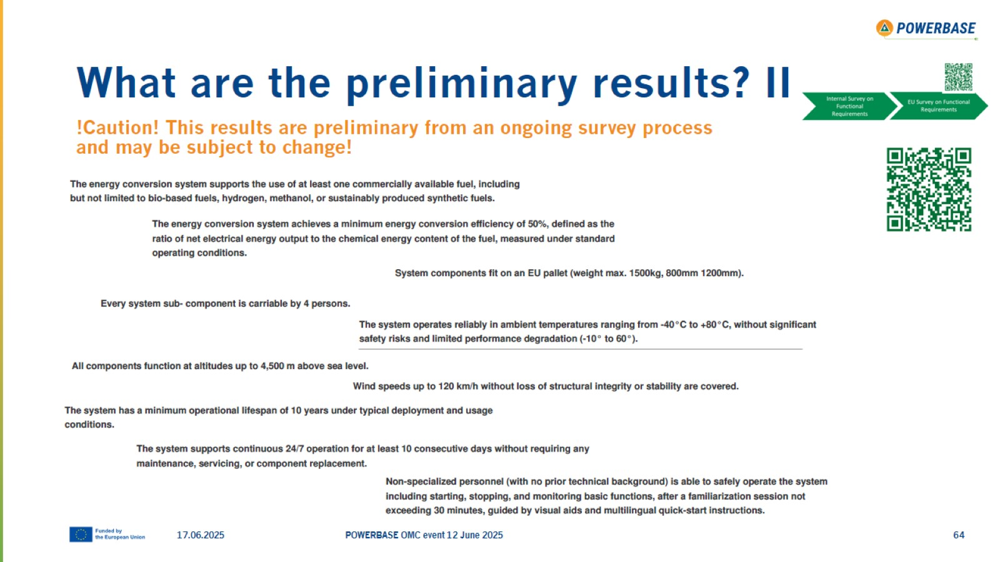 POWERBASE
What are the preliminary results? II
Internal Survey on
Functional
Requirements
EU Survey on Functional
Requirements
!Caution! This results are preliminary from an ongoing survey process
and may be subject to change!
The energy conversion system supports the use of at least one commercially available fuel, including
but not limited to bio-based fuels, hydrogen, methanol, or sustainably produced synthetic fuels.
The energy conversion system achieves a minimum energy conversion efficiency of 50%, defined as the
ratio of net electrical energy output to the chemical energy content of the fuel, measured under standard
operating conditions.
System components fit on an EU pallet (weight max. 1500kg, 800mm 1200mm).
Every system sub- component is carriable by 4 persons.
The system operates reliably in ambient temperatures ranging from -40°C to +80°C, without significant
safety risks and limited performance degradation (-10° to 60°).
All components function at altitudes up to 4,500 m above sea level.
Wind speeds up to 120 km/h without loss of structural integrity or stability are covered.
The system has a minimum operational lifespan of 10 years under typical deployment and usage
conditions.
The system supports continuous 24/7 operation for at least 10 consecutive days without requiring any
maintenance, servicing, or component replacement.
Non-specialized personnel (with no prior technical background) is able to safely operate the system
including starting, stopping, and monitoring basic functions, after a familiarization session not
exceeding 30 minutes, guided by visual aids and multilingual quick-start instructions.
Funded by
the European Union
17.06.2025
POWERBASE OMC event 12 June 2025
64